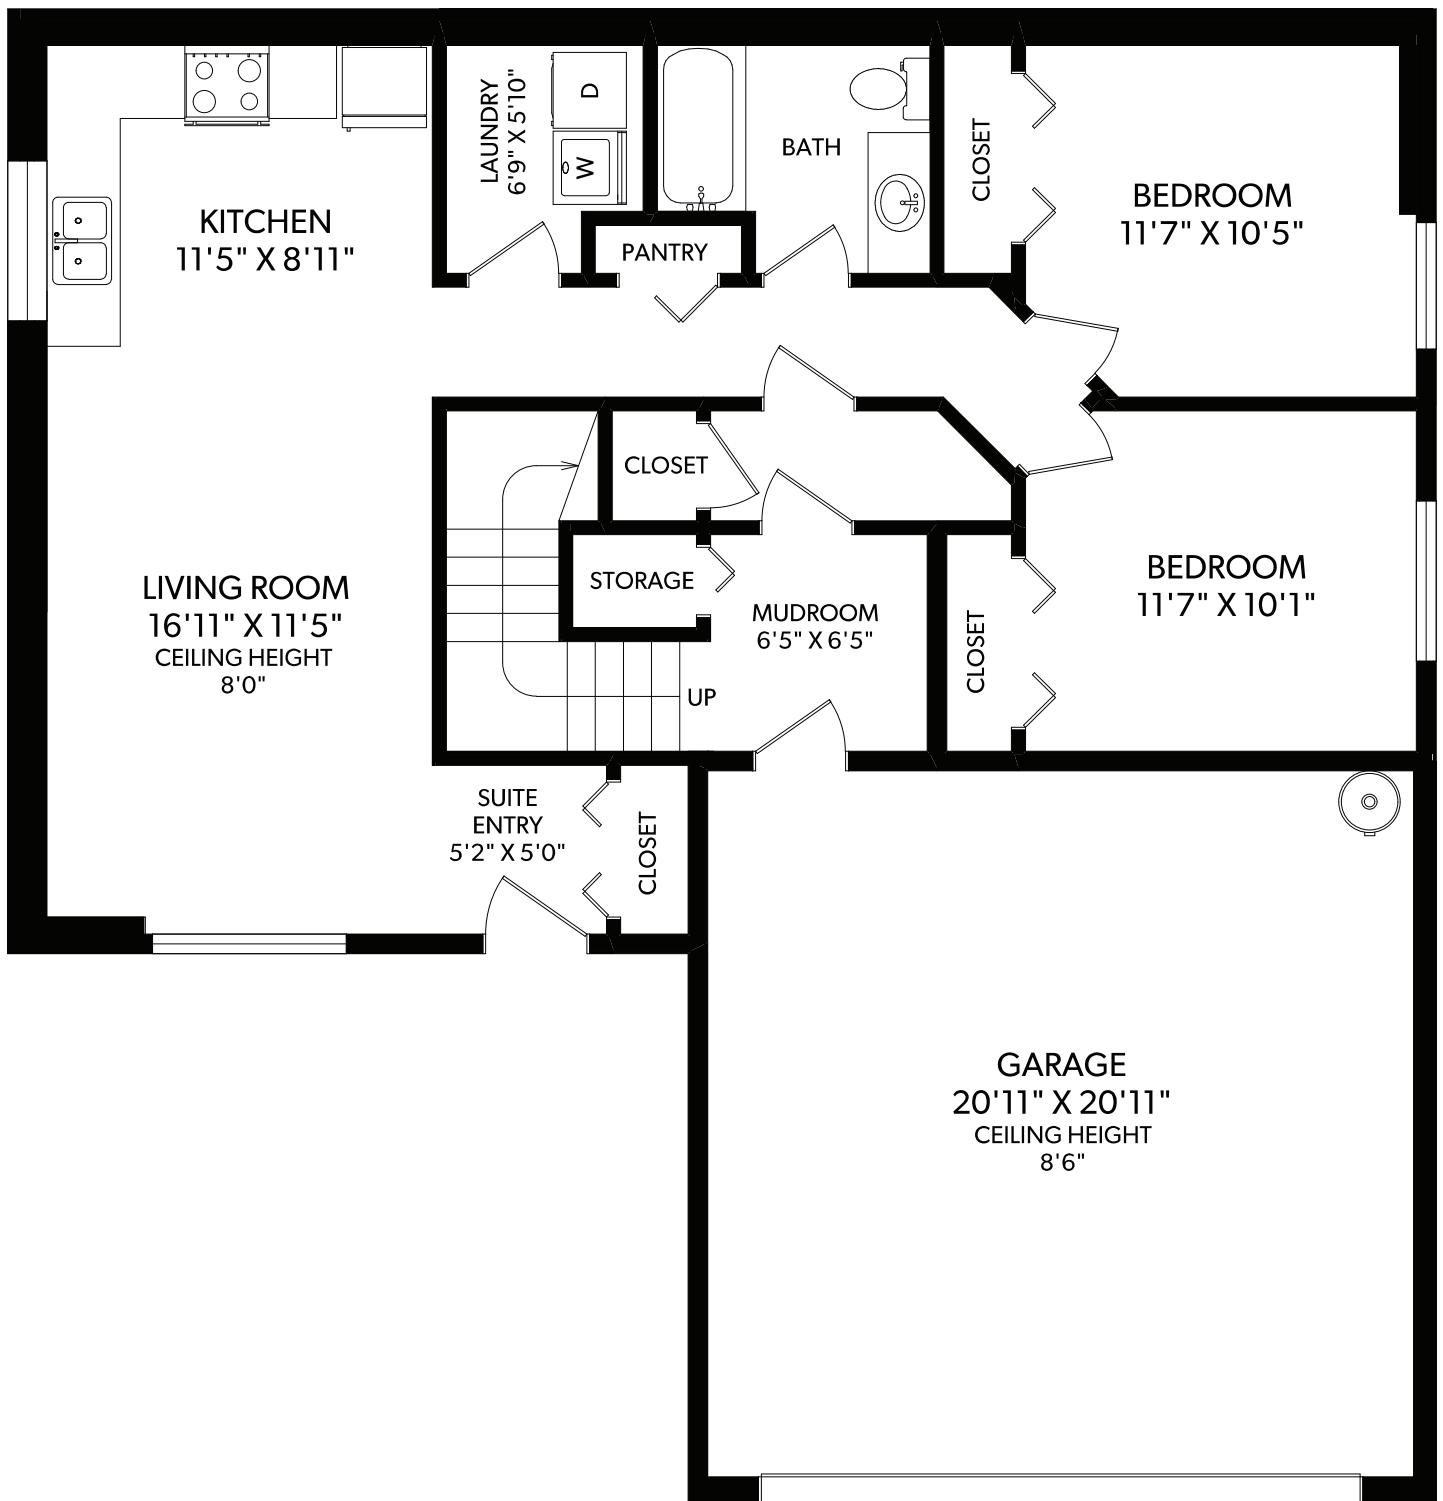 LAUNDRY
6'9" X 5'10"
D
W
BATH
CLOSET
BEDROOM
11'7" X 10'5"
KITCHEN
11'5" X 8'11"
PANTRY
CLOSET
STORAGE
MUDROOM
6'5" X 6'5"
CLOSET
BEDROOM
11'7" X 10'1"
LIVING ROOM
16'11" X 11'5"
CEILING HEIGHT
8'0"
UP
SUITE
ENTRY
5'2" X 5'0"
CLOSET
GARAGE
20'11" X 20'11"
CEILING HEIGHT
8'6"